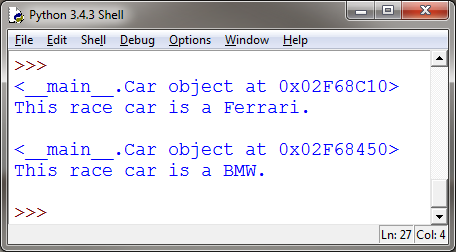 Python 3.4.3 Shell
File Edit Shell Debug Options Window Help
>>>
<__main__.Car object at 0x02F68C10>
This race car is a Ferrari.
<__main__.Car object at 0x02F68450>
This race car is a BMW.
>>>
Ln: 27 Col: 4